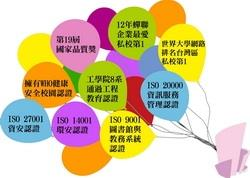 第19屆
國家品質獎
12年蟬聯
企業最愛
私校第1
世界大學網路
排名台灣區
私校第1
擁有WHO健康
安全校園認證
工學院8系
通過工程
教育認證
ISO 20000
資訊服務
管理認證
ISO 27001
資安認證
ISO 14001
環安認證
ISO 9001
圖書館與
教務系統
認證